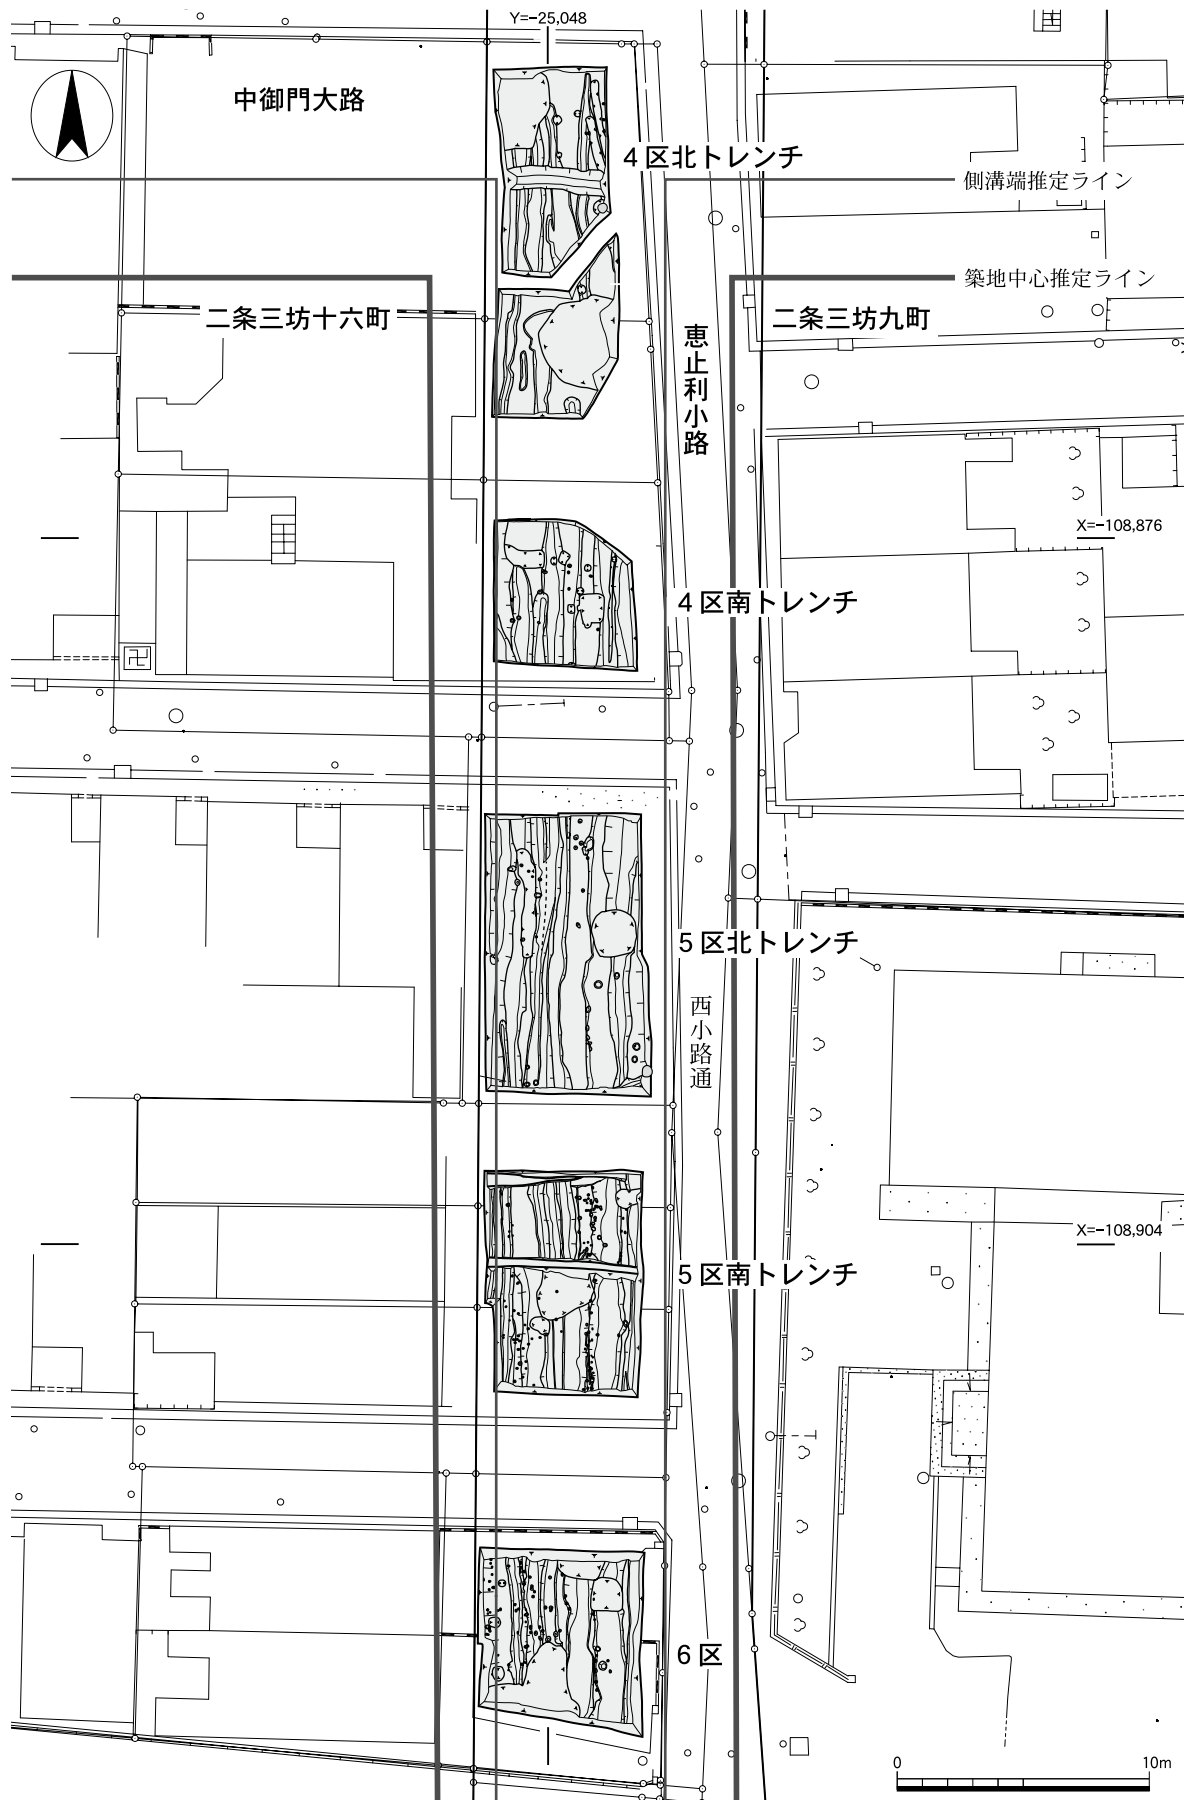 Y=−25,048
中御門大路
4区北トレンチ
側溝端推定ライン
築地中心推定ライン
二条三坊十六町
二条三坊九町
恵止利小路
X=−108,876
4区南トレンチ
卍
5区北トレンチ
西小路通
X=−108,904
5区南トレンチ
6区
0 10m